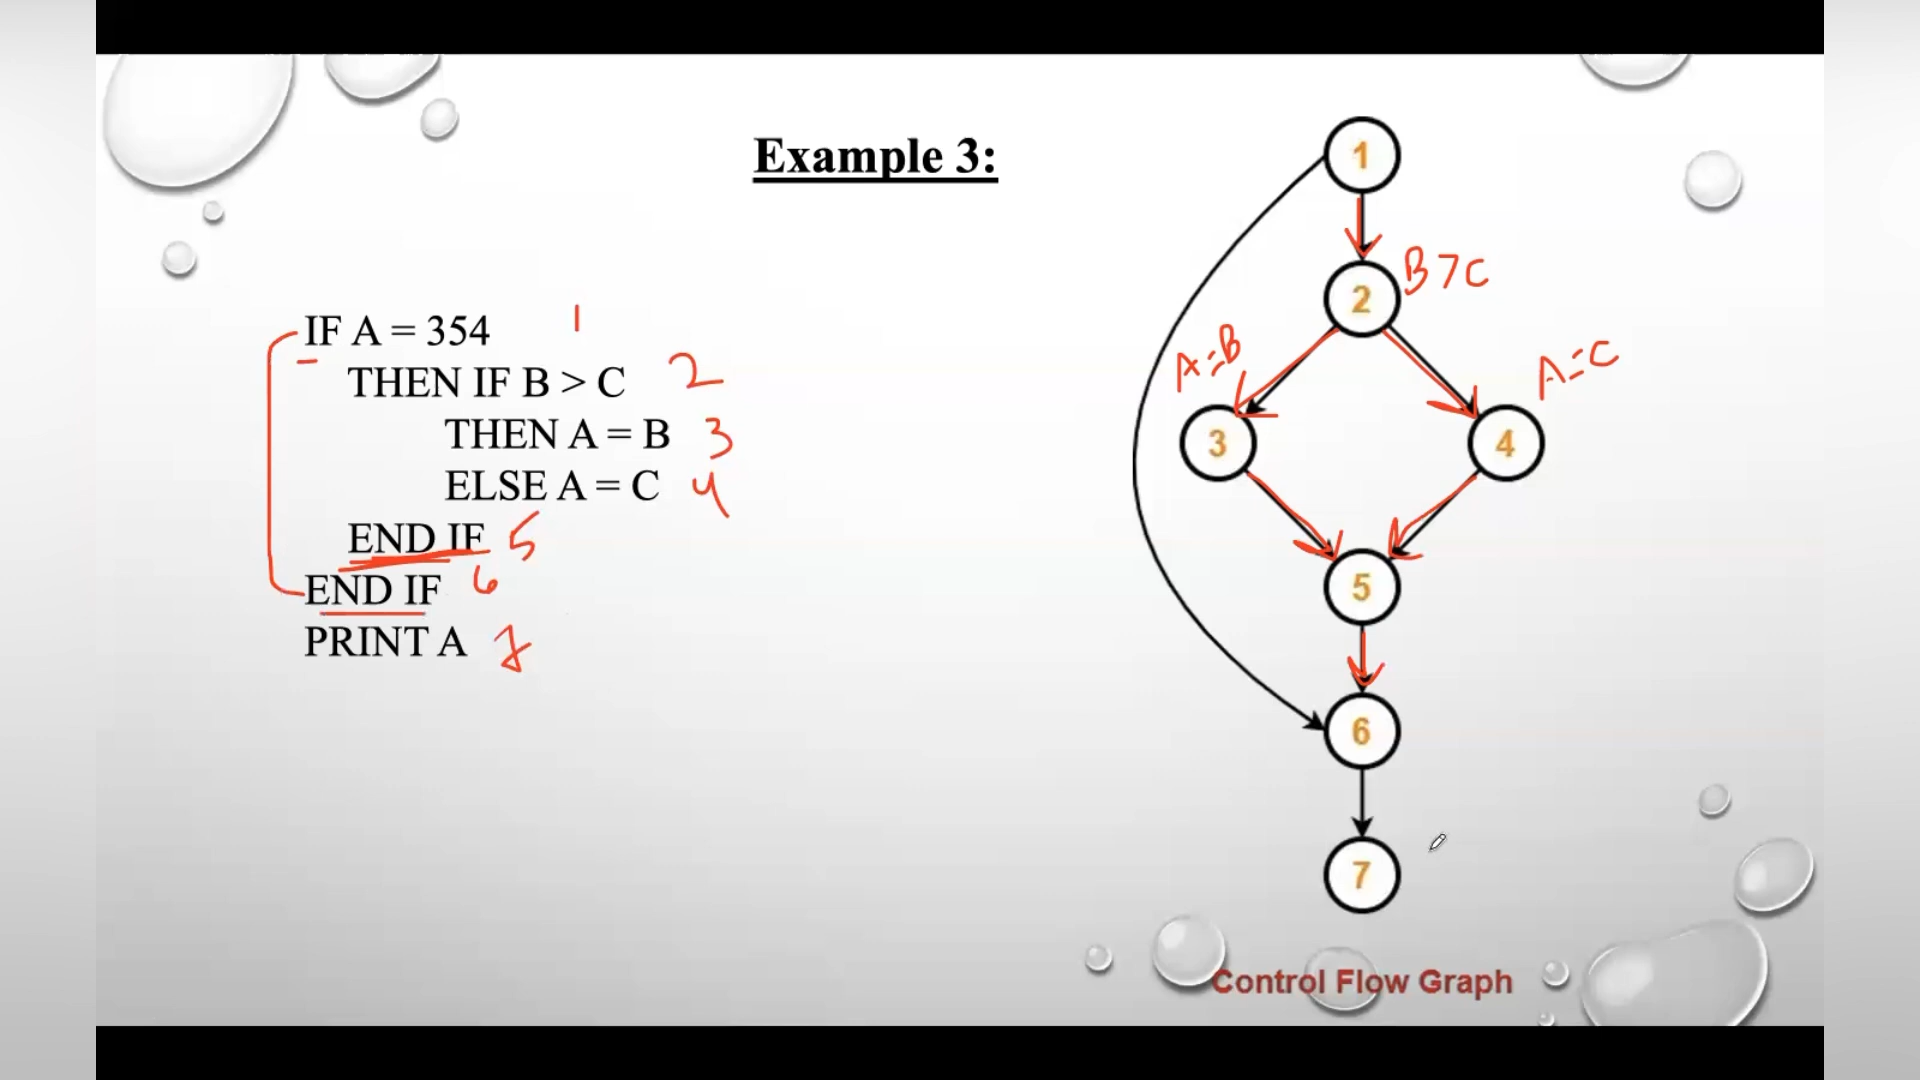 Example 3:
IF A = 354 1
THEN IF B > C 2
THEN A = B 3
ELSE A = C 4
END IF 5
END IF 6
PRINT A 7
1
2 B>C
A=B
A=C
3
4
5
6
7
Control Flow Graph